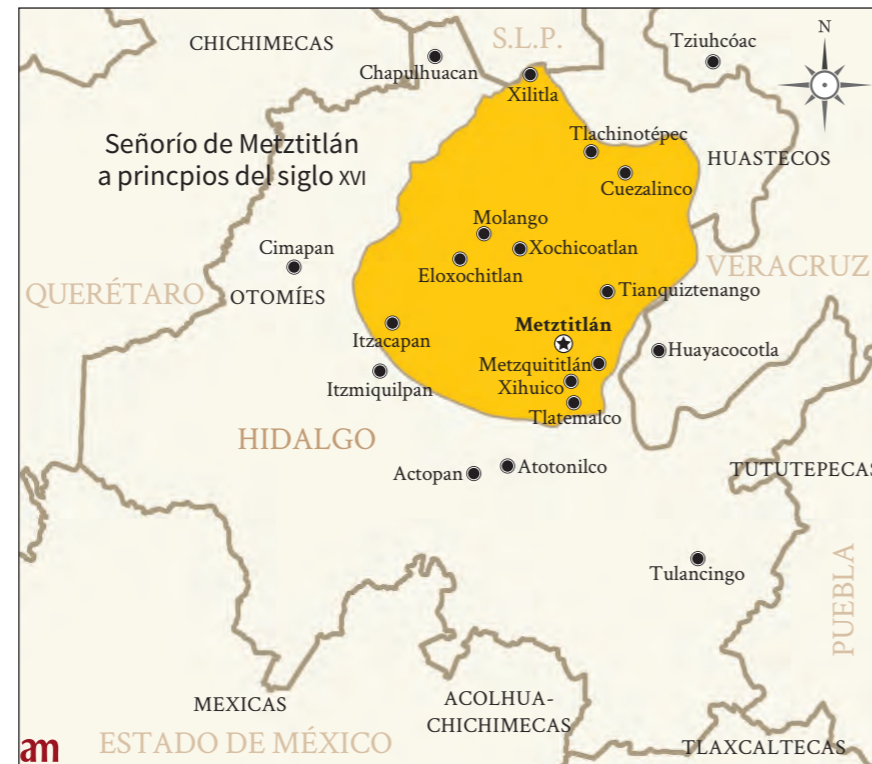 CHICHIMECAS
S.L.P.
Tziuhcóac
N
Chapulhuacan
Xilitla
Señorío de Metztitlán
a princpios del siglo XVI
Tlachinotépec
HUASTECOS
Cuezalinco
Molango
Cimapan
Xochicoatlan
Eloxochitlan
VERACRUZ
QUERÉTARO
OTOMÍES
Tianquiztenango
Metztitlán
Itzacapan
Huayacocotla
Metzquititlán
Itzmiquilpan
Xihuico
Tlatemalco
HIDALGO
Actopan
Atotonilco
TUTUTEPECAS
Tulancingo
PUEBLA
MEXICAS
ACOLHUA-
CHICHIMECAS
am
ESTADO DE MÉXICO
TLAXCALTECAS